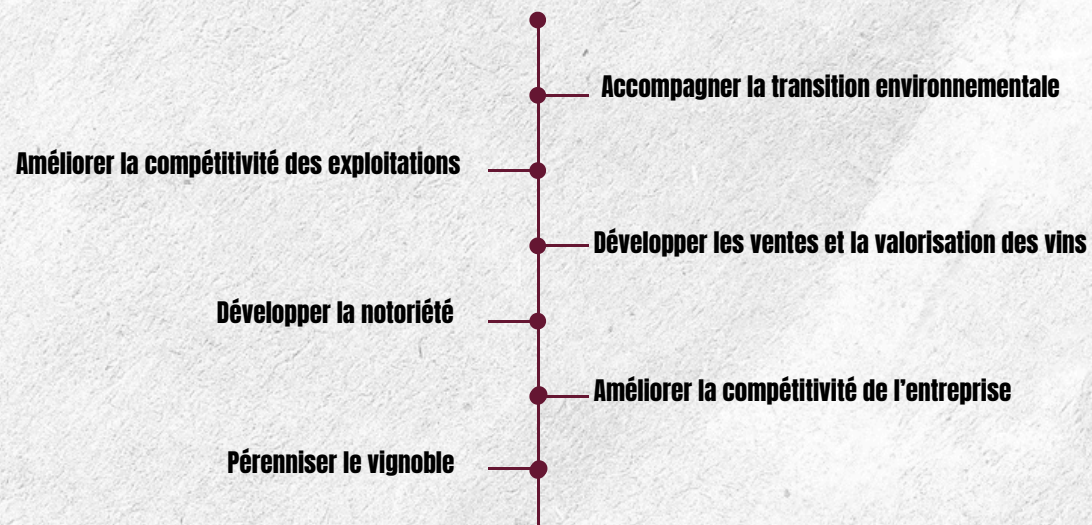 Accompagner la transition environnementale
Améliorer la compétitivité des exploitations
Développer les ventes et la valorisation des vins
Développer la notoriété
Améliorer la compétitivité de l’entreprise
Pérenniser le vignoble